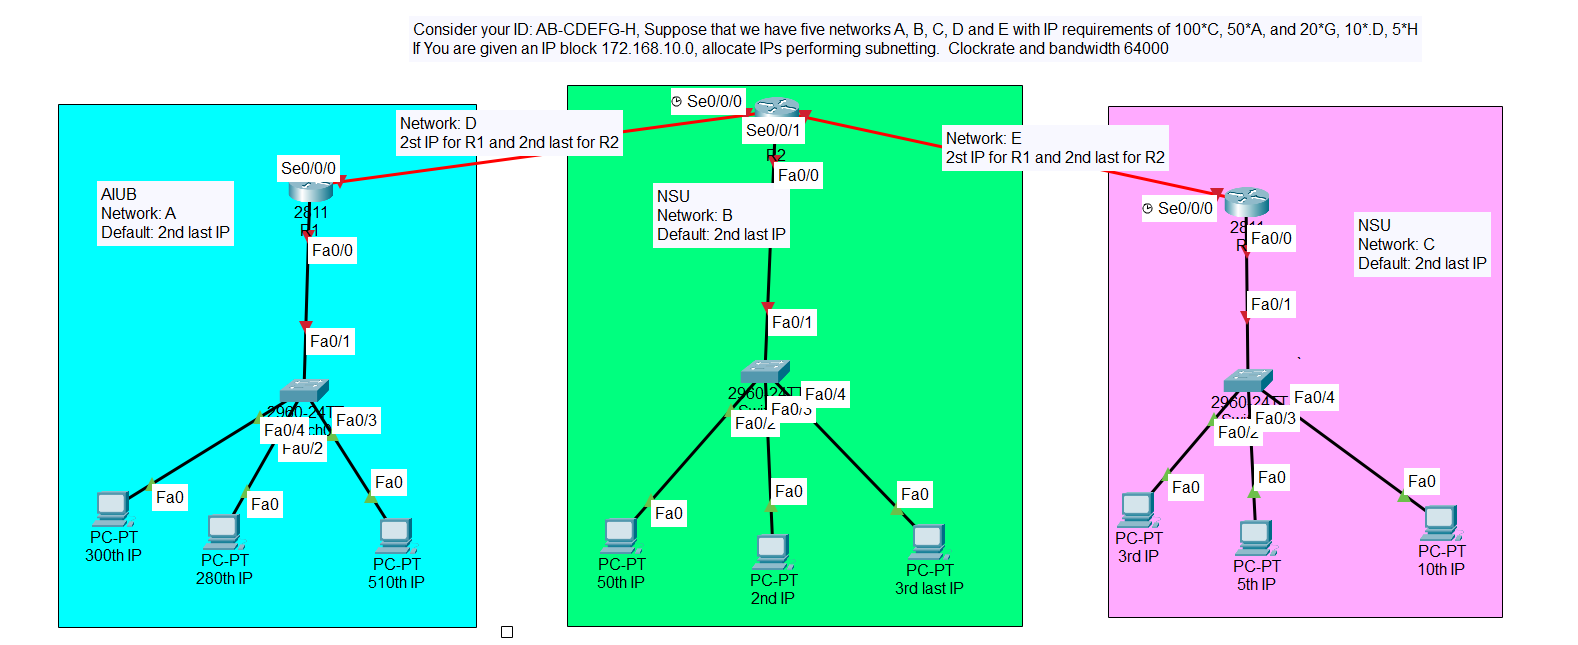 Consider your ID: AB-CDEFG-H, Suppose that we have five networks A, B, C, D and E with IP requirements of 100*C, 50*A, and 20*G, 10*.D, 5*H
If You are given an IP block 172.168.10.0, allocate IPs performing subnetting.  Clockrate and bandwidth 64000
Network: D
2st IP for R1 and 2nd last for R2
Se0/0/0
Se0/0/1
R2
Fa0/0
Network: E
2st IP for R1 and 2nd last for R2
Se0/0/0
2811
R1
Fa0/0
AIUB
Network: A
Default: 2nd last IP
Fa0/1
2960-24TT
Fa0/3
Fa0/4
Fa0/2
Fa0
Fa0
Fa0
PC-PT
300th IP
PC-PT
280th IP
PC-PT
510th IP
NSU
Network: B
Default: 2nd last IP
Fa0/1
2960-24TT
Fa0/4
Fa0/3
Fa0/2
Fa0
Fa0
Fa0
PC-PT
50th IP
PC-PT
2nd IP
PC-PT
3rd last IP
Se0/0/0
2811
Fa0/0
NSU
Network: C
Default: 2nd last IP
Fa0/1
2960-24TT
Fa0/4
Fa0/3
Fa0/2
Fa0
Fa0
Fa0
PC-PT
3rd IP
PC-PT
5th IP
PC-PT
10th IP